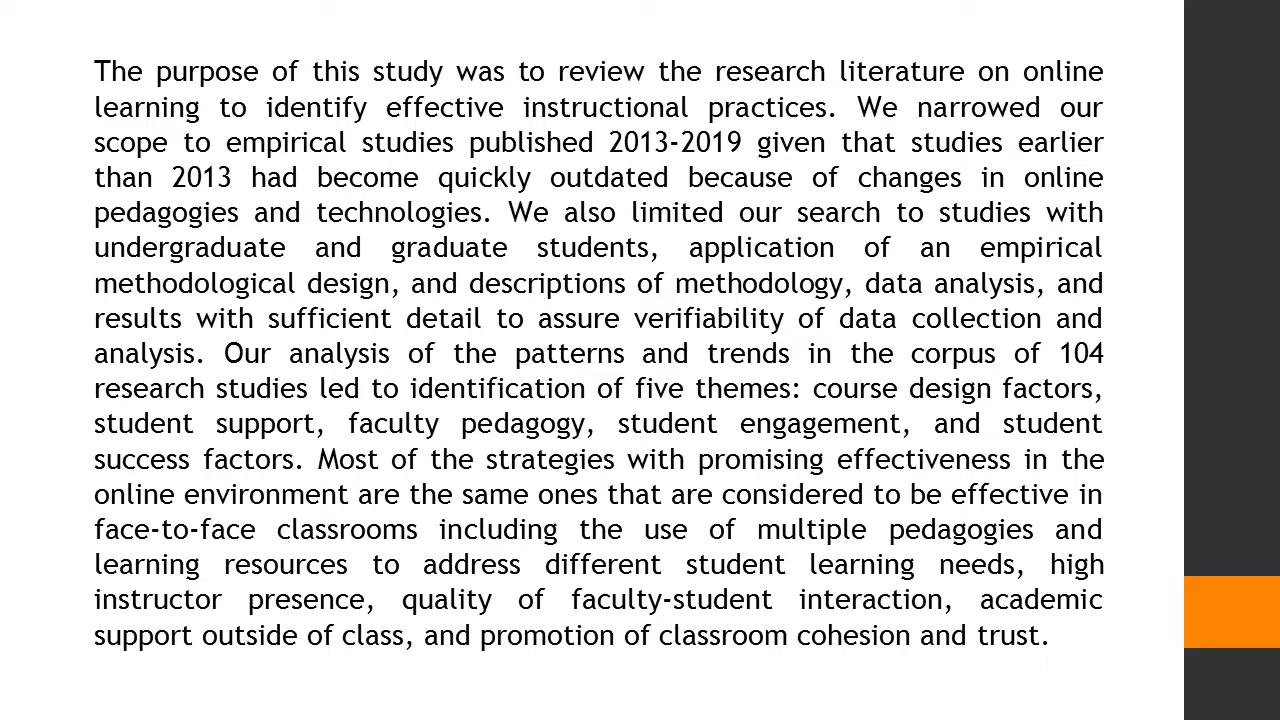 The purpose of this study was to review the research literature on online
learning to identify effective instructional practices. We narrowed our
scope to empirical studies published 2013-2019 given that studies earlier
than 2013 had become quickly outdated because of changes in online
pedagogies and technologies. We also limited our search to studies with
undergraduate and graduate students, application of an empirical
methodological design, and descriptions of methodology, data analysis, and
results with sufficient detail to assure verifiability of data collection and
analysis. Our analysis of the patterns and trends in the corpus of 104
research studies led to identification of five themes: course design factors,
student support, faculty pedagogy, student engagement, and student
success factors. Most of the strategies with promising effectiveness in the
online environment are the same ones that are considered to be effective in
face-to-face classrooms including the use of multiple pedagogies and
learning resources to address different student learning needs, high
instructor presence, quality of faculty-student interaction, academic
support outside of class, and promotion of classroom cohesion and trust.